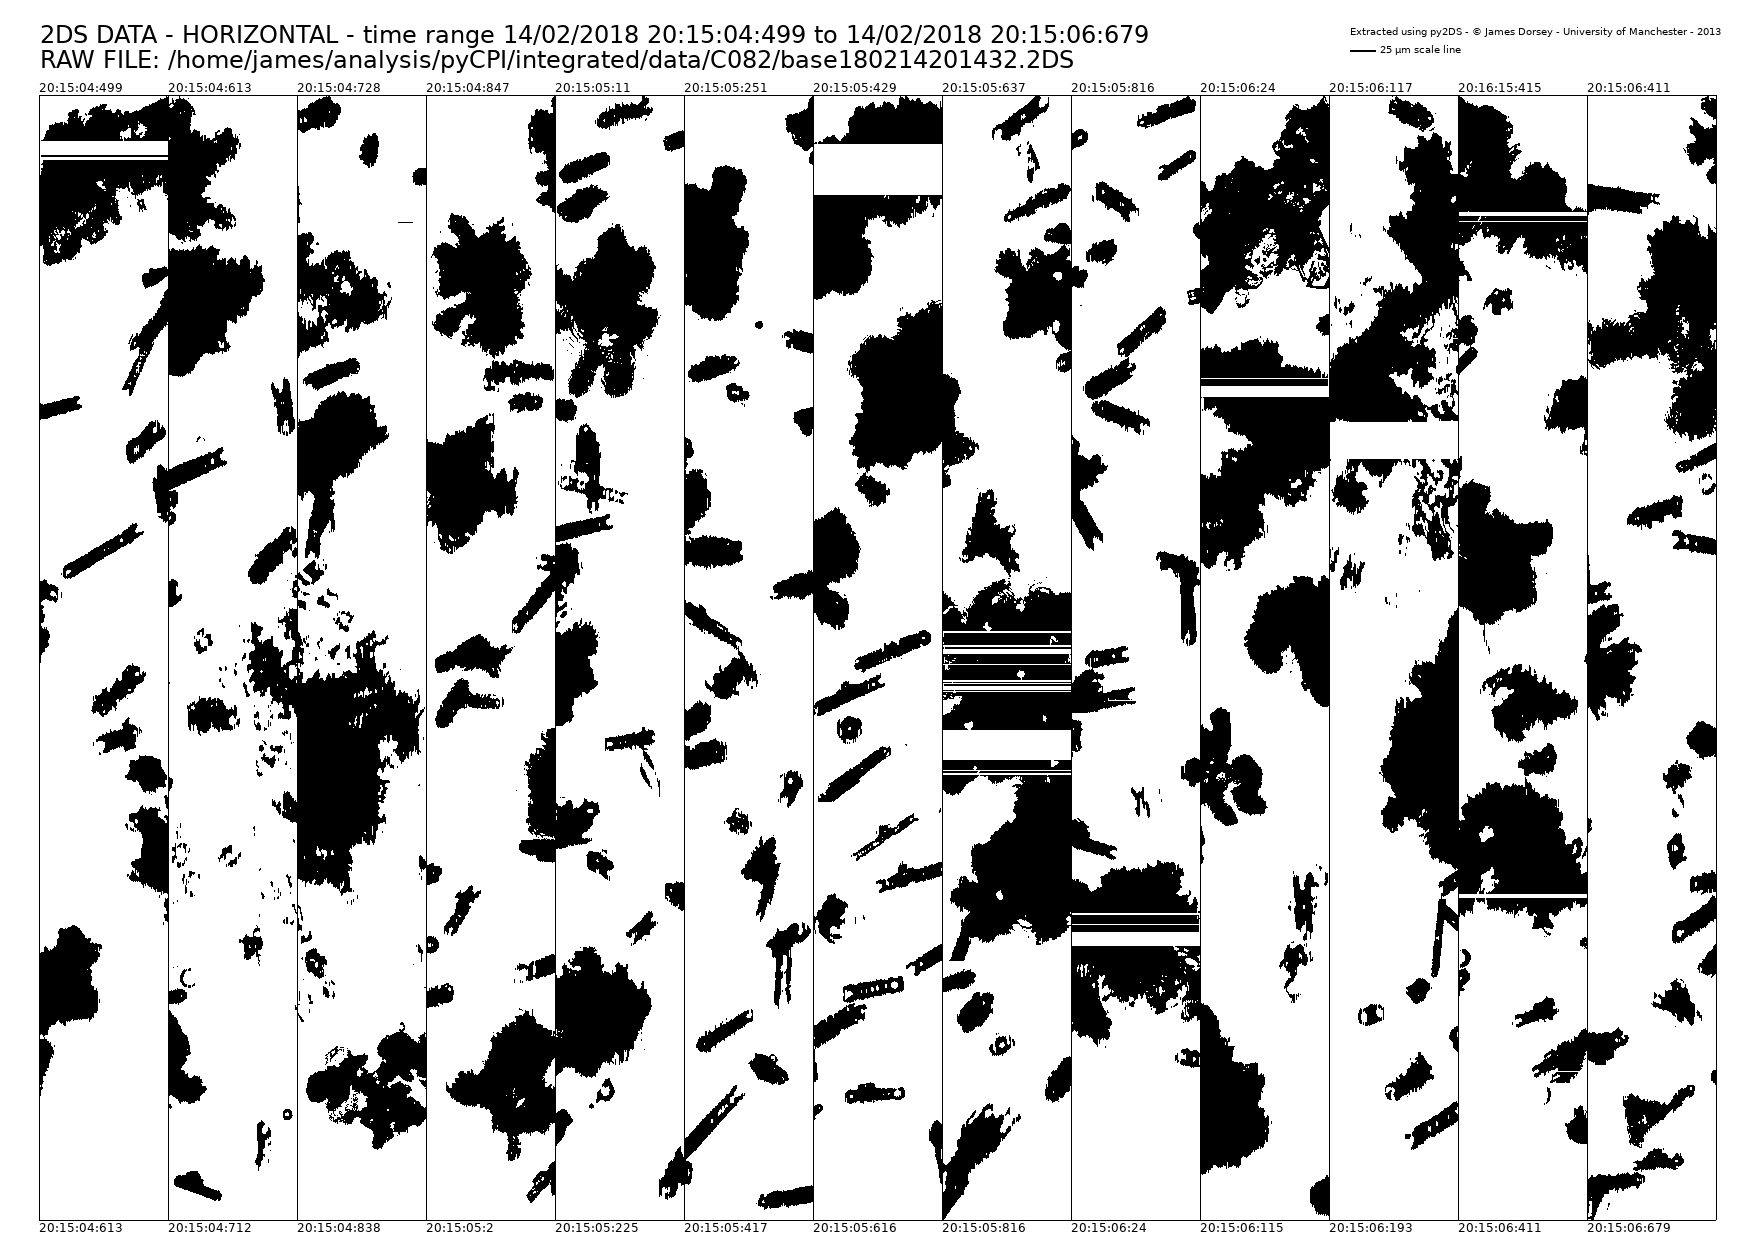 2DS DATA - HORIZONTAL - time range 14/02/2018 20:15:04:499 to 14/02/2018 20:15:06:679
RAW FILE: /home/james/analysis/pyCPI/integrated/data/C082/base180214201432.2DS
Extracted using py2DS - © James Dorsey - University of Manchester - 2013
25 μm scale line
20:15:04:499 20:15:04:613 20:15:04:728 20:15:04:847 20:15:05:11 20:15:05:251 20:15:05:429 20:15:05:637 20:15:05:816 20:15:06:24 20:15:06:117 20:16:15:415 20:15:06:411
20:15:04:613 20:15:04:712 20:15:04:838 20:15:05:2 20:15:05:225 20:15:05:417 20:15:05:616 20:15:05:816 20:15:06:24 20:15:06:115 20:15:06:193 20:15:06:411 20:15:06:679